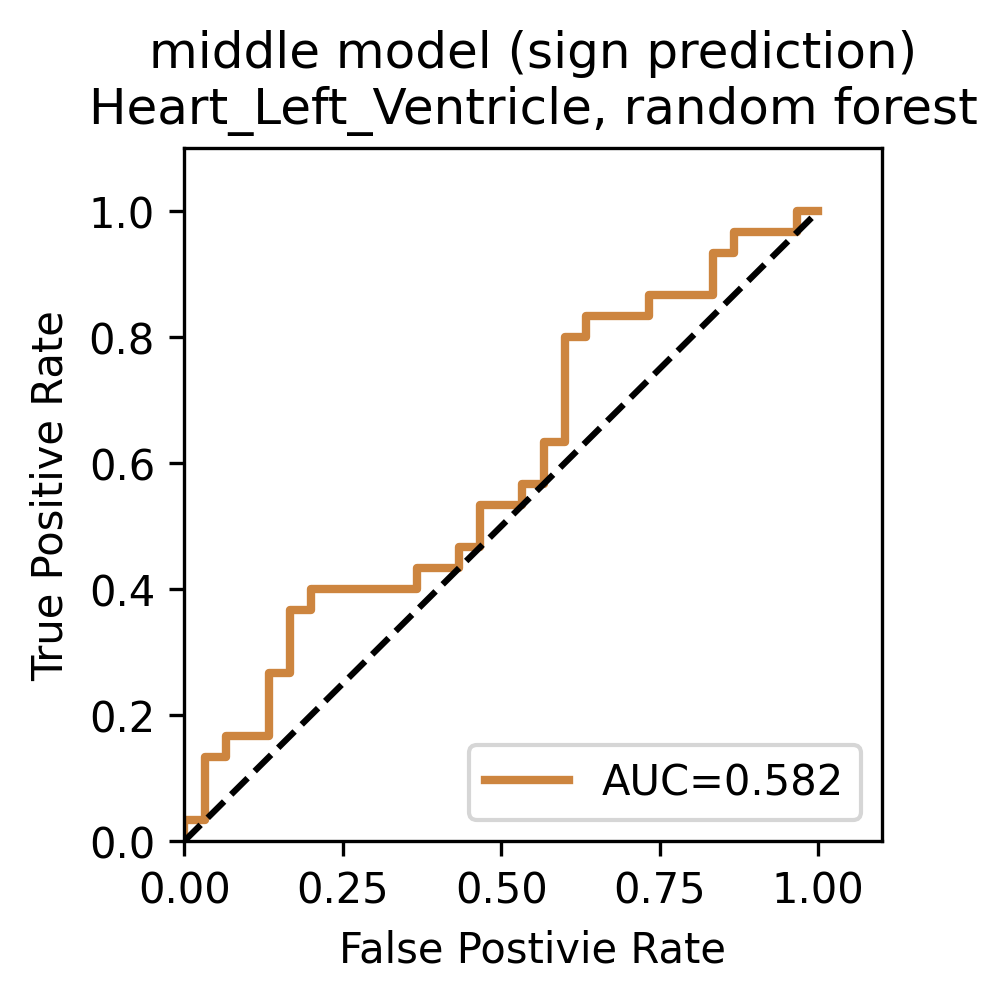 middle model (sign prediction)
Heart_Left_Ventricle, random forest
1.0
0.8
0.6
0.4
0.2
0.0
True Positive Rate
AUC=0.582
0.00 0.25 0.50 0.75 1.00
False Postivie Rate